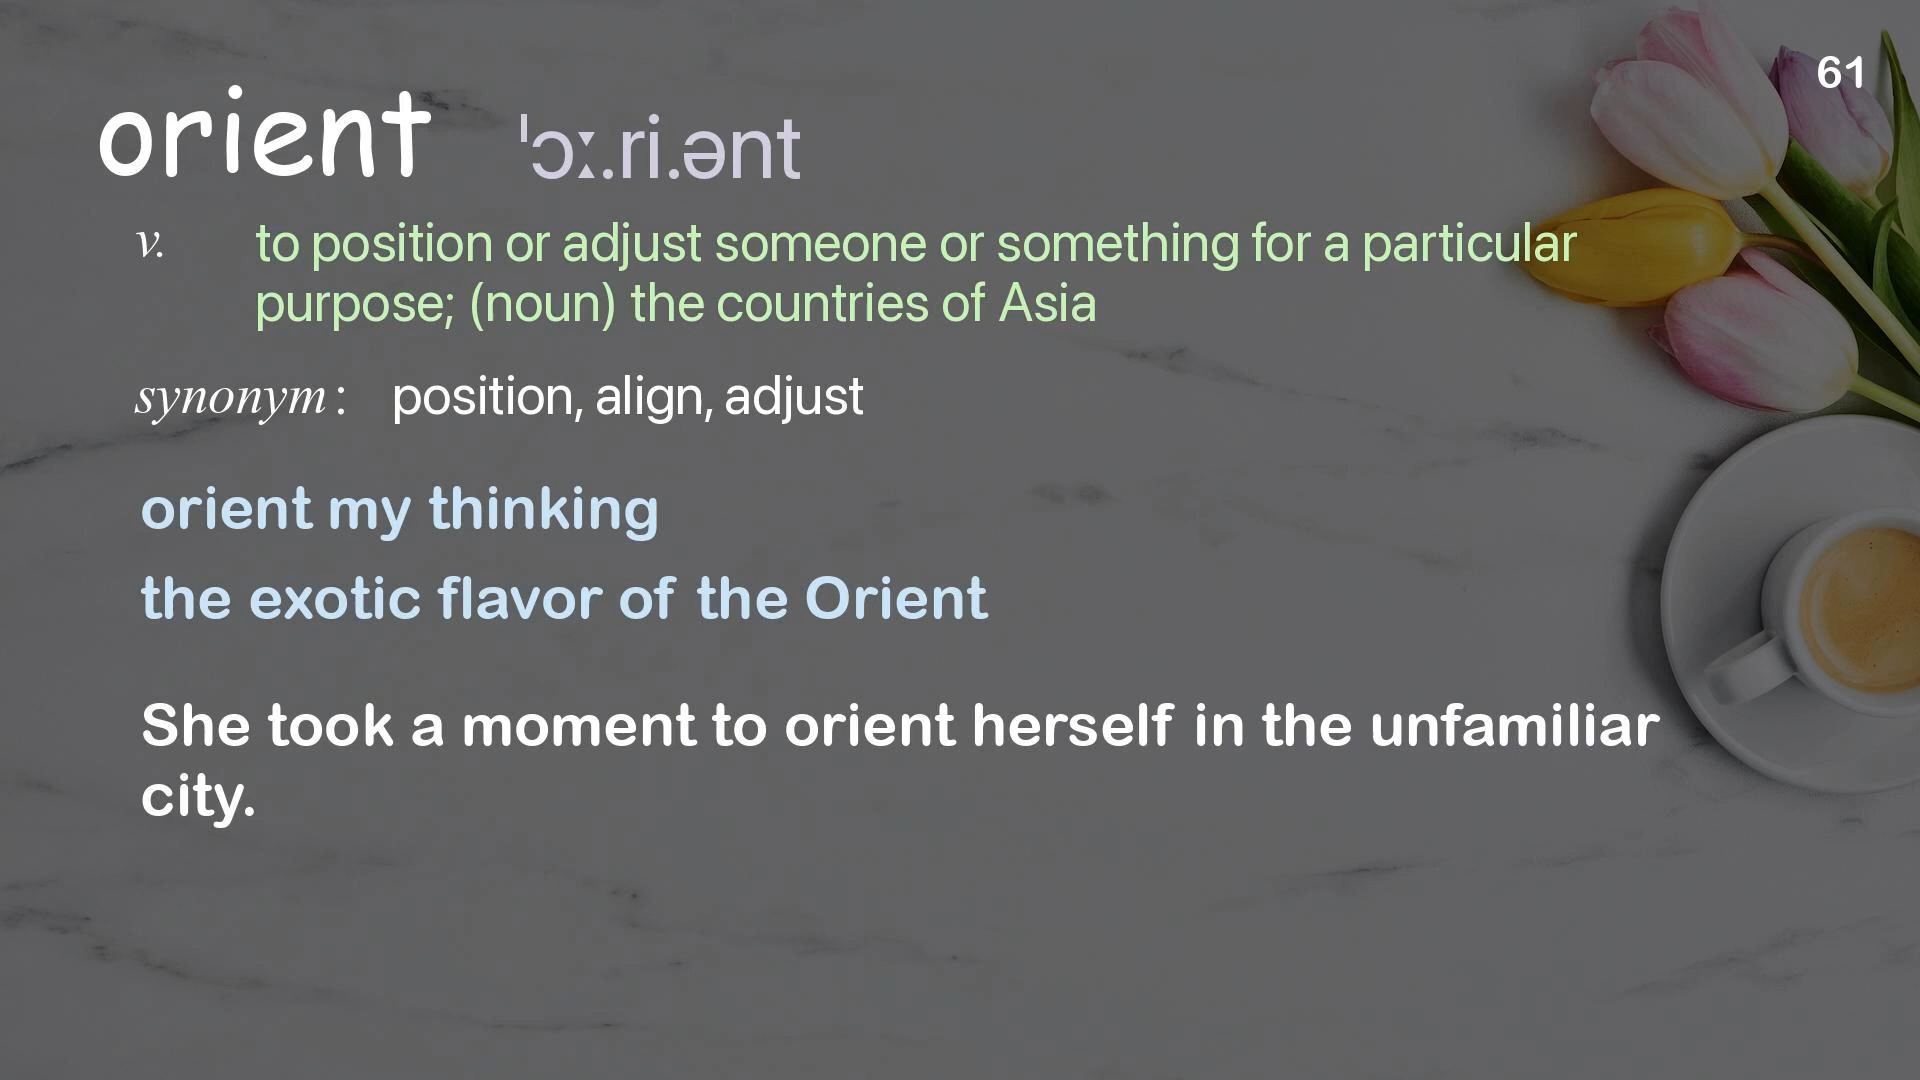 61
orient ˈɔː.ri.ənt
v. to position or adjust someone or something for a particular
purpose; (noun) the countries of Asia
synonym : position, align, adjust
orient my thinking
the exotic flavor of the Orient
She took a moment to orient herself in the unfamiliar
city.